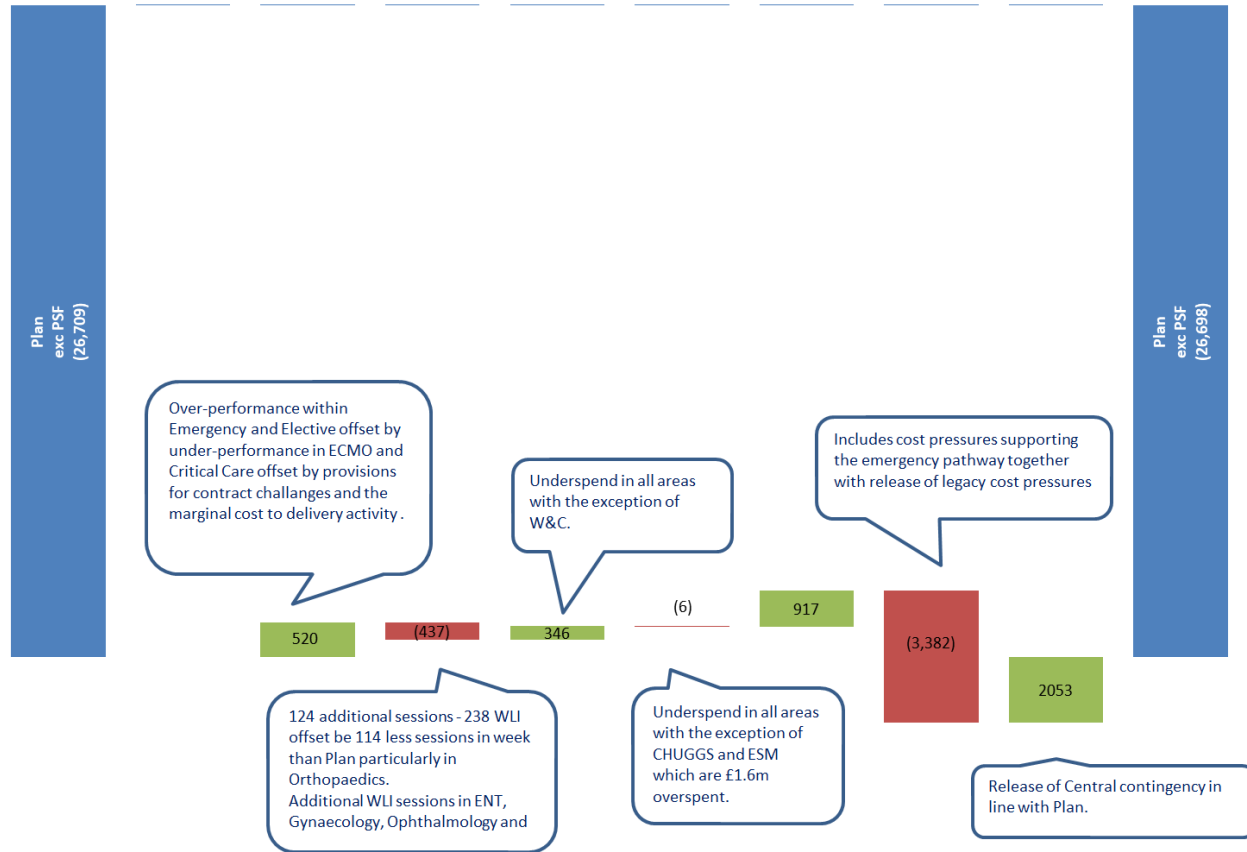 Plan
exc PSF
(26,709)
Plan
exc PSF
(26,698)
Over-performance within
Emergency and Elective offset by
under-performance in ECMO and
Critical Care offset by provisions
for contract challanges and the
marginal cost to delivery activity .
Underspend in all areas
with the exception of
W&C.
Includes cost pressures supporting
the emergency pathway together
with release of legacy cost pressures
520
(437)
346
(6)
917
(3,382)
2053
124 additional sessions - 238 WLI
offset be 114 less sessions in week
than Plan particularly in
Orthopaedics.
Additional WLI sessions in ENT,
Gynaecology, Ophthalmology and
Underspend in all areas
with the exception of
CHUGGS and ESM
which are £1.6m
overspent.
Release of Central contingency in
line with Plan.